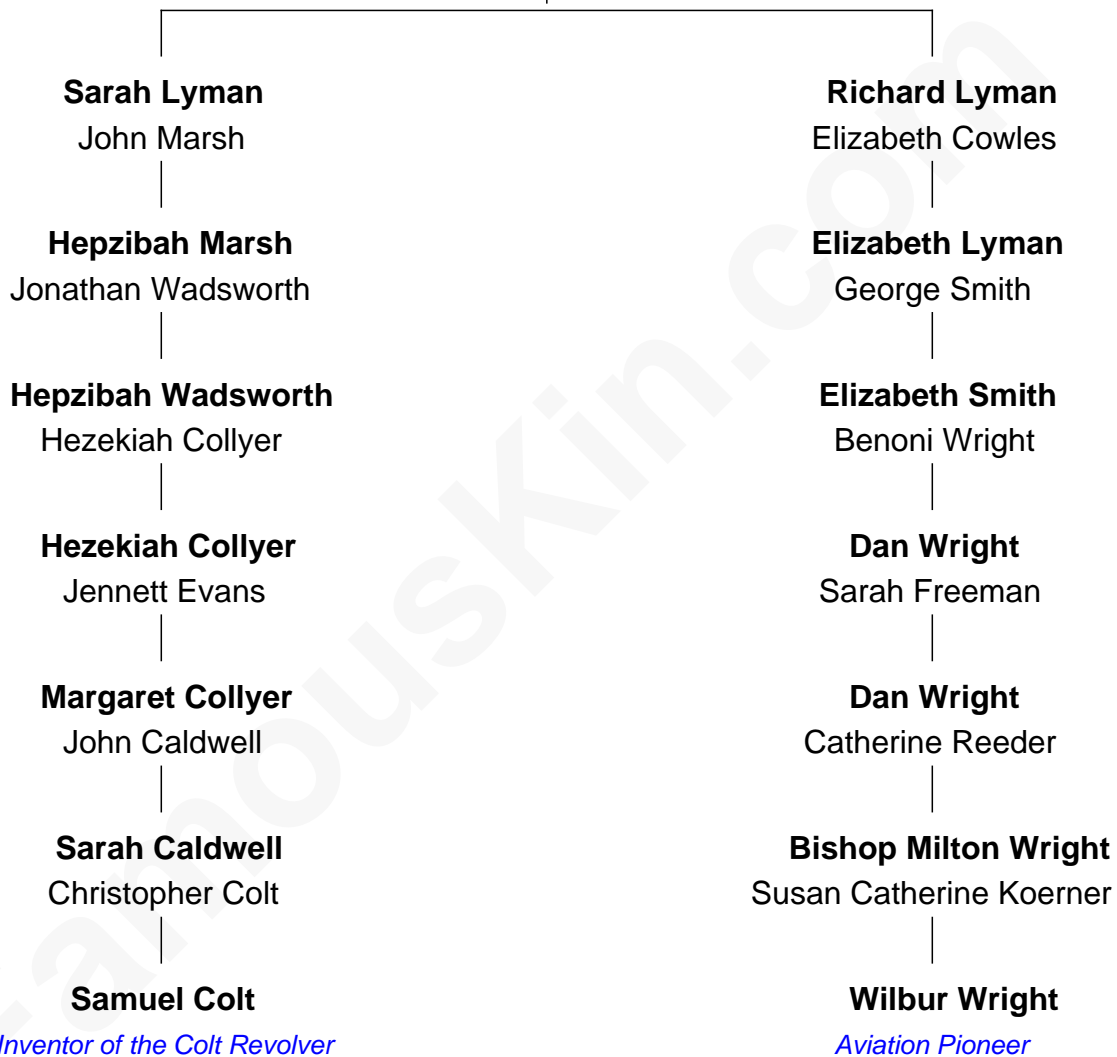 Sarah Lyman
John Marsh
Richard Lyman
Elizabeth Cowles
Hepzibah Marsh
Jonathan Wadsworth
Elizabeth Lyman
George Smith
Hepzibah Wadsworth
Hezekiah Collyer
Elizabeth Smith
Benoni Wright
Hezekiah Collyer
Jennett Evans
Dan Wright
Sarah Freeman
Margaret Collyer
John Caldwell
Dan Wright
Catherine Reeder
Sarah Caldwell
Christopher Colt
Bishop Milton Wright
Susan Catherine Koerner
Samuel Colt
Inventor of the Colt Revolver
Wilbur Wright
Aviation Pioneer
FamousKin.com